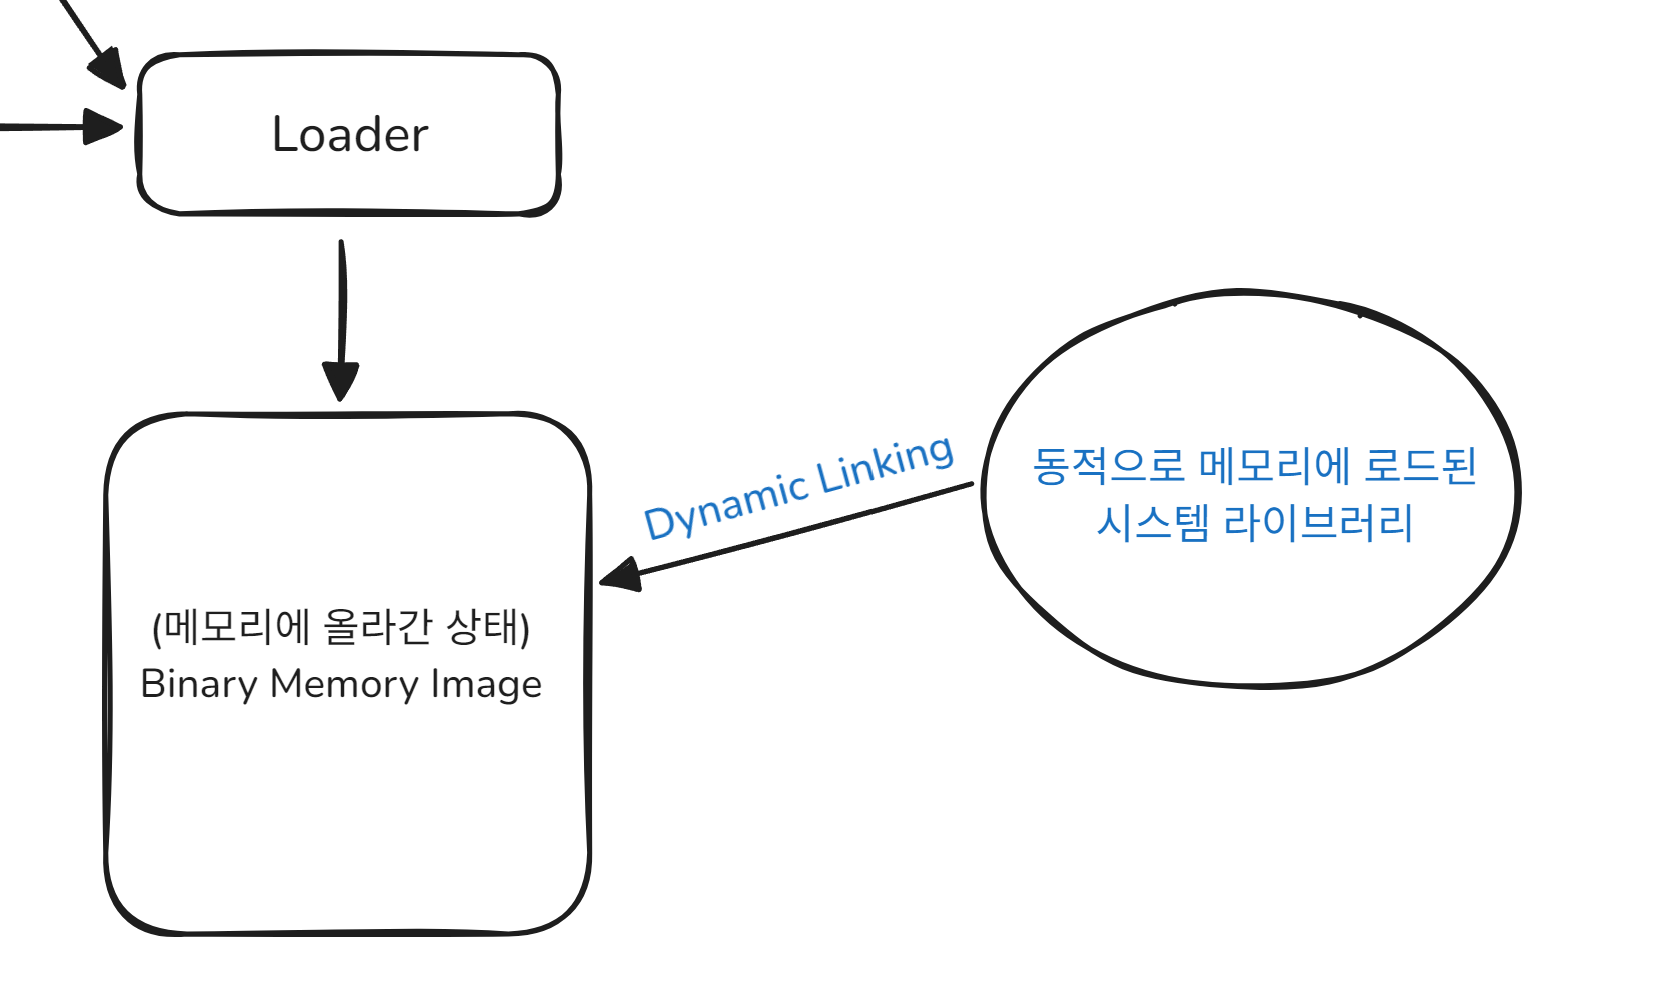 Loader
Dynamic Linking
동적으로 메모리에 로드된
시스템 라이브러리
(메모리에 올라간 상태)
Binary Memory Image